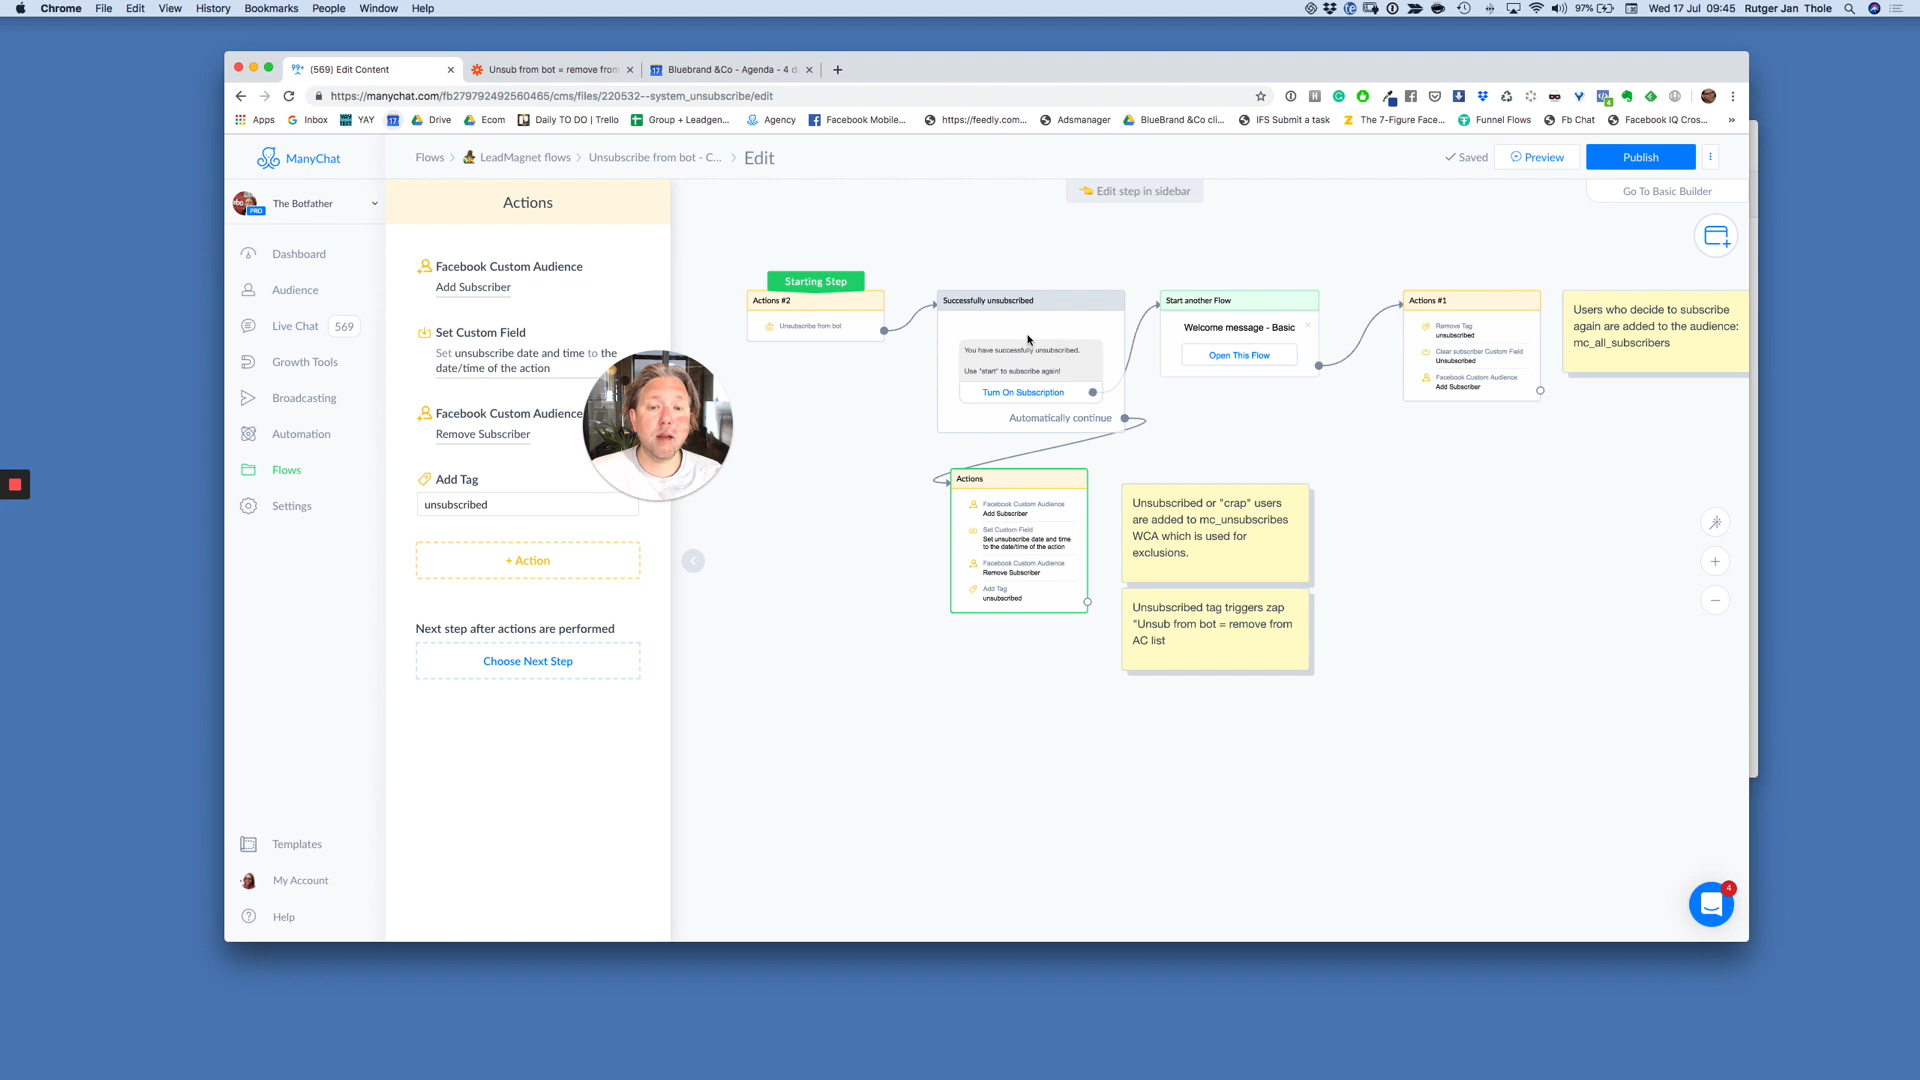 Chrome File Edit View History Bookmarks People Window Help
97% Wed 17 Jul 09:45 Rutger Jan Thole
(569) Edit Content
Unsub from bot = remove from
Bluebrand &Co - Agenda - 4 d
https://manychat.com/fb279792492560465/cms/files/220532--system_unsubscribe/edit
Apps Inbox YAY Drive Ecom Daily TO DO | Trello Group + Leadgen... Agency Facebook Mobile... https://feedly.com... Adsmanager BlueBrand &Co cli... IFS Submit a task The 7-Figure Face... Funnel Flows Fb Chat Facebook IQ Cros... »
ManyChat
Flows > LeadMagnet flows > Unsubscribe from bot - C... > Edit
Saved
Preview
Publish
The Botfather
PRO
Dashboard
Audience
Live Chat 569
Growth Tools
Broadcasting
Automation
Flows
Settings
Templates
My Account
Help
Actions
Facebook Custom Audience
Add Subscriber
Set Custom Field
Set unsubscribe date and time to the
date/time of the action
Facebook Custom Audience
Remove Subscriber
Add Tag
unsubscribed
+ Action
Next step after actions are performed
Choose Next Step
Edit step in sidebar
Go To Basic Builder
Starting Step
Actions #2
Unsubscribe from bot
Successfully unsubscribed
You have successfully unsubscribed.
Use "start" to subscribe again!
Turn On Subscription
Automatically continue
Start another Flow
Welcome message - Basic
Open This Flow
Actions #1
Remove Tag
unsubscribed
Clear subscriber Custom Field
Unsubscribed
Facebook Custom Audience
Add Subscriber
Users who decide to subscribe
again are added to the audience:
mc_all_subscribers
Actions
Facebook Custom Audience
Add Subscriber
Set Custom Field
Set unsubscribe date and time
to the date/time of the action
Facebook Custom Audience
Remove Subscriber
Add Tag
unsubscribed
Unsubscribed or "crap" users
are added to mc_unsubscribes
WCA which is used for
exclusions.
Unsubscribed tag triggers zap
"Unsub from bot = remove from
AC list
4